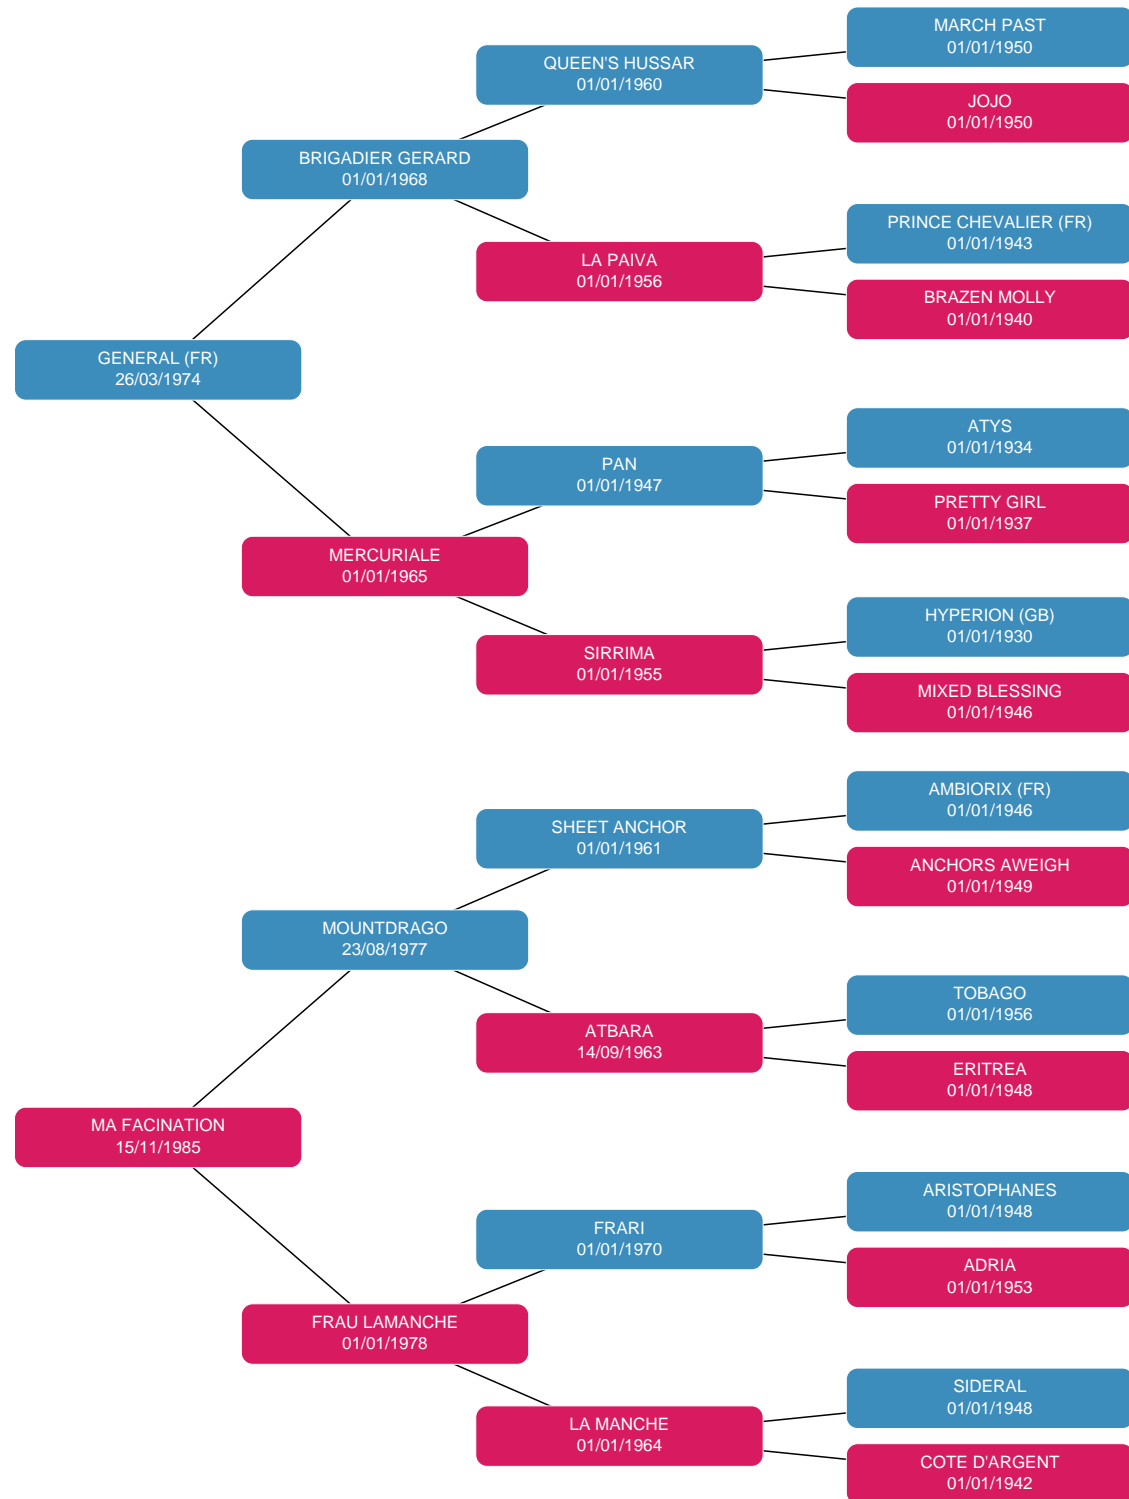 MARCH PAST
01/01/1950
QUEEN'S HUSSAR
01/01/1960
JOJO
01/01/1950
BRIGADIER GERARD
01/01/1968
PRINCE CHEVALIER (FR)
01/01/1943
LA PAIVA
01/01/1956
BRAZEN MOLLY
01/01/1940
GENERAL (FR)
26/03/1974
ATYS
01/01/1934
PAN
01/01/1947
PRETTY GIRL
01/01/1937
MERCURIALE
01/01/1965
HYPERION (GB)
01/01/1930
SIRRIMA
01/01/1955
MIXED BLESSING
01/01/1946
AMBIORIX (FR)
01/01/1946
SHEET ANCHOR
01/01/1961
ANCHORS AWEIGH
01/01/1949
MOUNTDRAGO
23/08/1977
TOBAGO
01/01/1956
ATBARA
14/09/1963
ERITREA
01/01/1948
MA FACINATION
15/11/1985
ARISTOPHANES
01/01/1948
FRARI
01/01/1970
ADRIA
01/01/1953
FRAU LAMANCHE
01/01/1978
SIDERAL
01/01/1948
LA MANCHE
01/01/1964
COTE D'ARGENT
01/01/1942